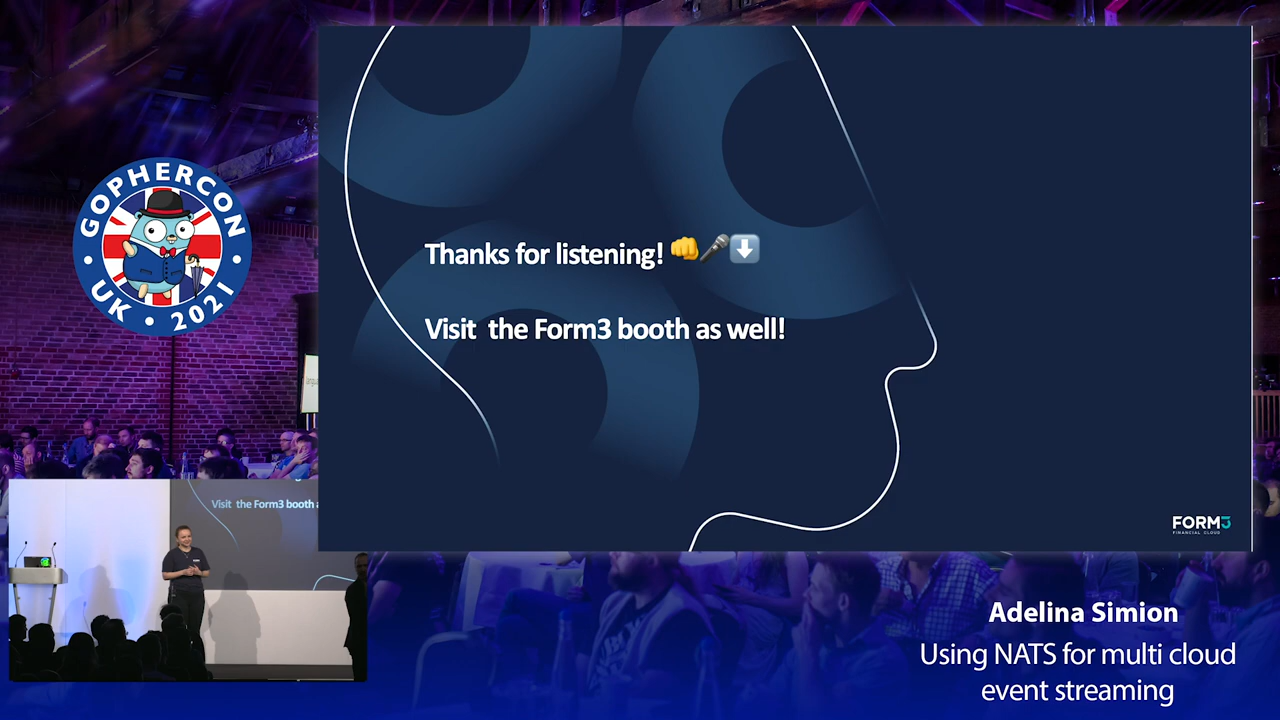 GOPHERCON
UK • 2021
Thanks for listening! 👊🎤⬇️
Visit the Form3 booth as well!
FORM3
FINANCIAL CLOUD
Visit the Form3 booth a
Adelina Simion
Using NATS for multi cloud
event streaming